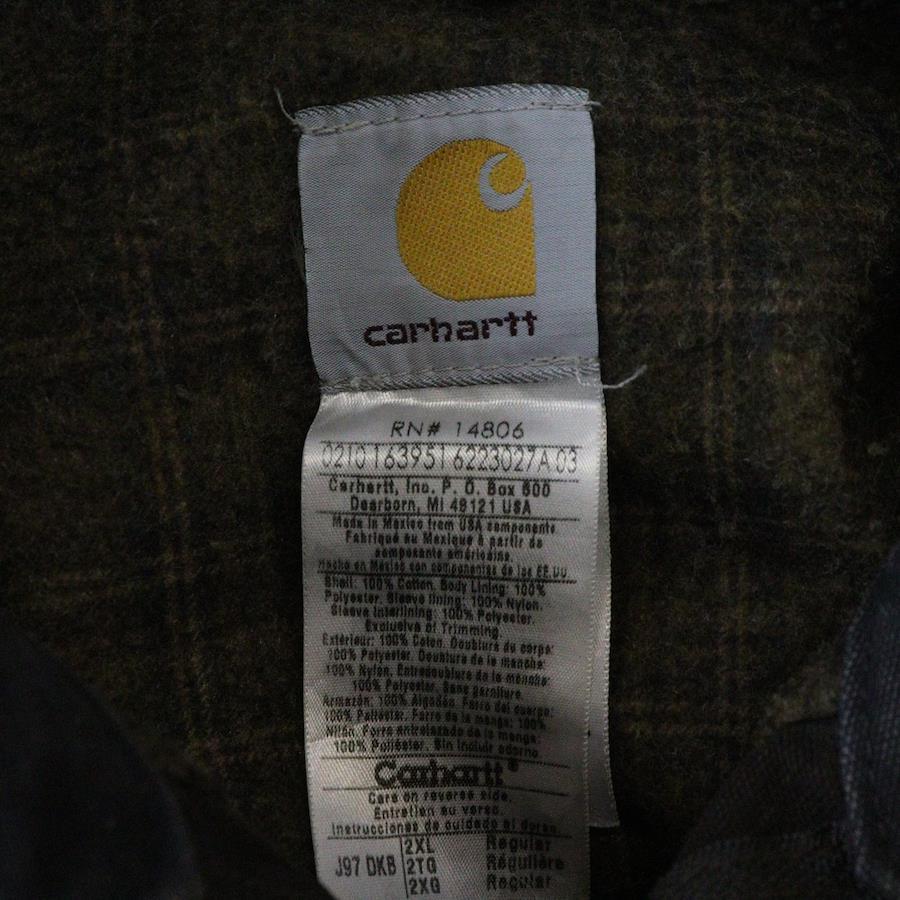 carhartt
RN# 14806
0210 163951 6223027A 03
Carhartt, Inc. P. O. Box 600
Dearborn, MI 48121 USA
Made in Mexico from USA components
Fabriqué au Mexique à partir de
composants américains.
Hecho en México con componentes de los EE.UU.
Shell: 100% Cotton. Body Lining: 100%
Polyester. Sleeve lining: 100% Nylon.
Sleeve Interlining: 100% Polyester.
Exclusive of Trimming.
Extérieur: 100% Coton. Doublure du corps:
100% Polyester. Doublure de la manche:
100% Nylon. Entredoublure de la manche:
100% Polyester. Sans garniture.
Armazón: 100% Algodón. Forro del cuerpo:
100% Poliéster. Forro de la manga: 100%
Nilón. Forro entrelazado de la manga:
100% Poliéster. Sin incluir adorno.
Carhartt®
Care on reverse side.
Entretien au verso.
Instrucciones de cuidado al dorso.
J97 DKB 2XL Regular
2TG Régulière
2XG Regular